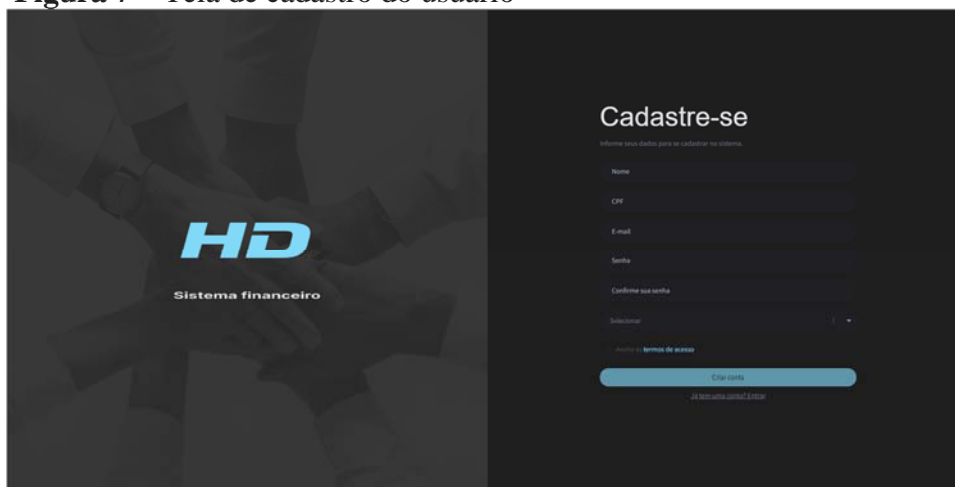 Figura 7 – Tela de cadastro do usuário
HD
Sistema financeiro
Cadastre-se
Informe seus dados para se cadastrar no sistema.
Nome
CPF
E-mail
Senha
Confirme sua senha
Selecionar
Aceito os termos de acesso
Criar conta
Já tem uma conta? Entrar